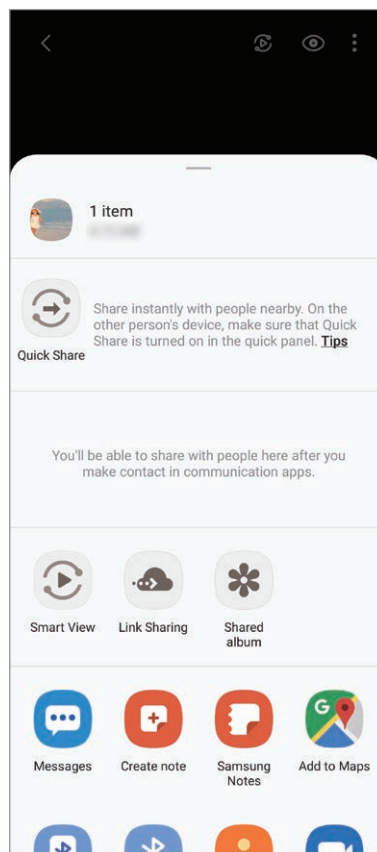 1 item
Share instantly with people nearby. On the
other person's device, make sure that Quick
Share is turned on in the quick panel. Tips
Quick Share
You'll be able to share with people here after you
make contact in communication apps.
Smart View
Link Sharing
Shared
album
Messages
Create note
Samsung
Notes
G
Add to Maps